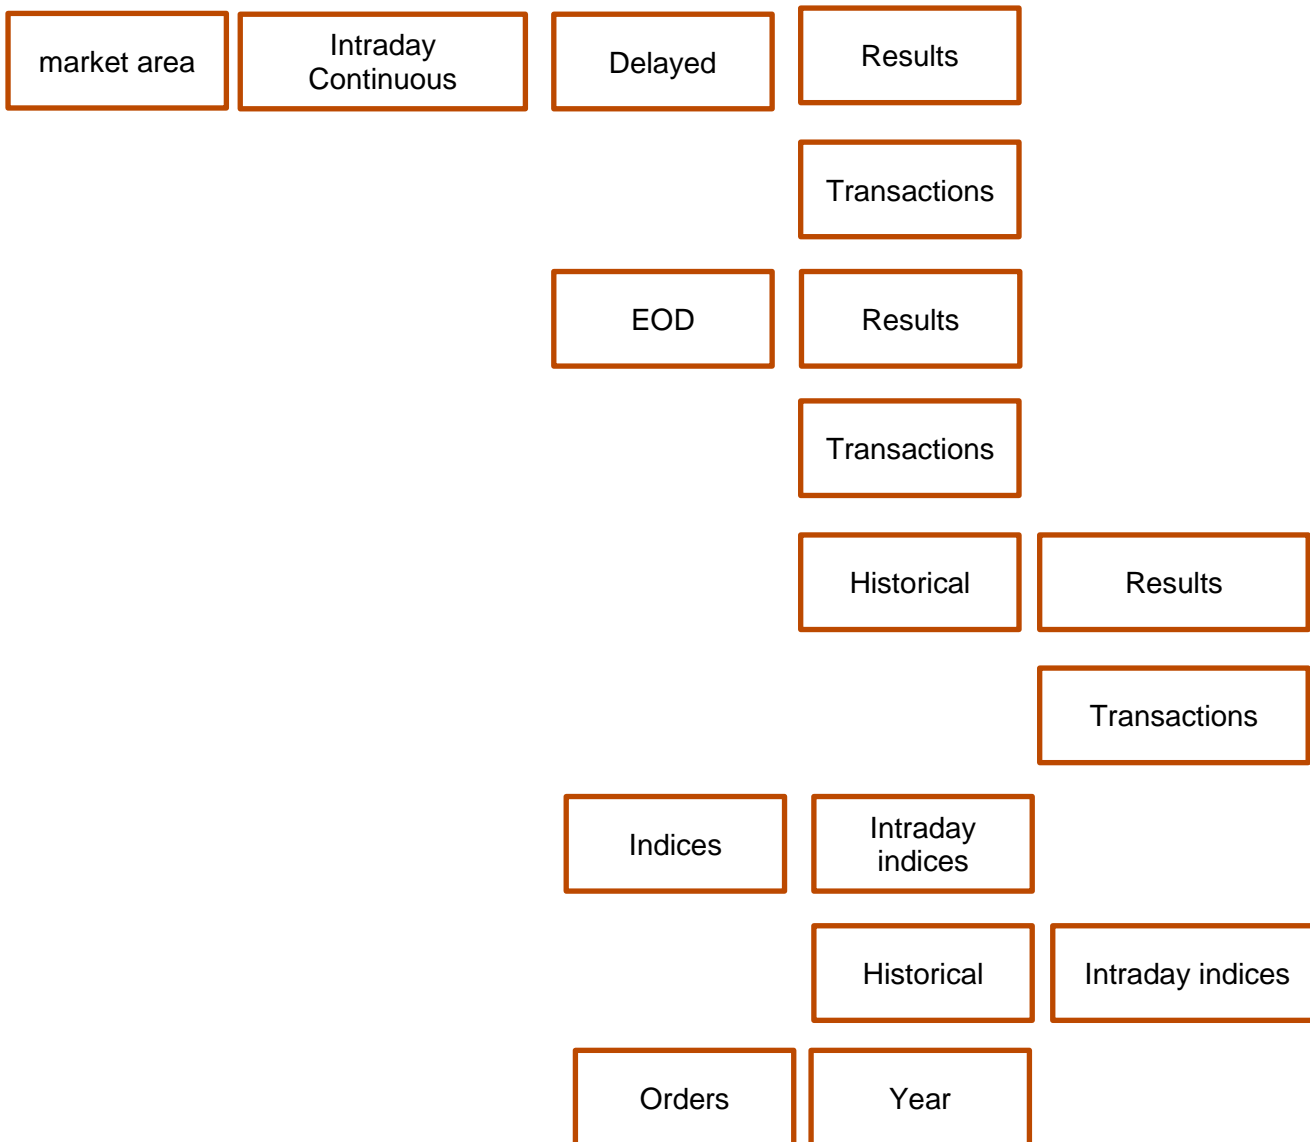 market area
Intraday
Continuous
Delayed
Results
Transactions
EOD
Results
Transactions
Historical
Results
Transactions
Indices
Intraday
indices
Historical
Intraday indices
Orders
Year